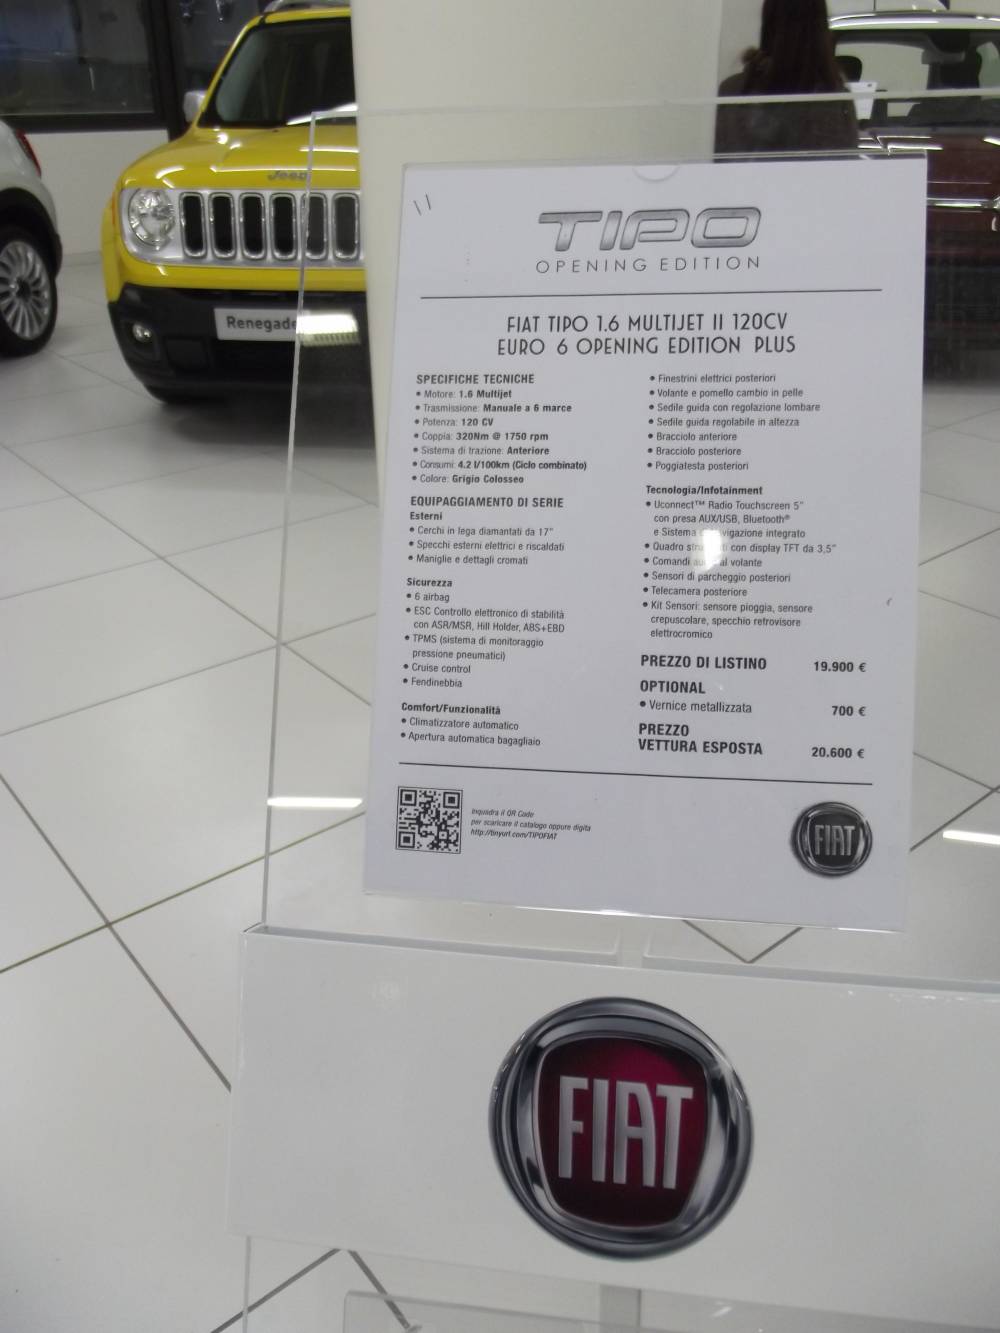 Jeep
Renegade
TIPO
OPENING EDITION
FIAT TIPO 1.6 MULTIJET II 120CV
EURO 6 OPENING EDITION PLUS
SPECIFICHE TECNICHE
• Motore: 1.6 Multijet
• Trasmissione: Manuale a 6 marce
• Potenza: 120 CV
• Coppia: 320Nm @ 1750 rpm
• Sistema di trazione: Anteriore
• Consumi: 4.2 l/100km (Ciclo combinato)
• Colore: Grigio Colosseo
EQUIPAGGIAMENTO DI SERIE
Esterni
• Cerchi in lega diamantati da 17"
• Specchi esterni elettrici e riscaldati
• Maniglie e dettagli cromati
Sicurezza
• 6 airbag
• ESC Controllo elettronico di stabilità
con ASR/MSR, Hill Holder, ABS+EBD
• TPMS (sistema di monitoraggio
pressione pneumatici)
• Cruise control
• Fendinebbia
Comfort/Funzionalità
• Climatizzatore automatico
• Apertura automatica bagagliaio
• Finestrini elettrici posteriori
• Volante e pomello cambio in pelle
• Sedile guida con regolazione lombare
• Sedile guida regolabile in altezza
• Bracciolo anteriore
• Bracciolo posteriore
• Poggiatesta posteriori
Tecnologia/Infotainment
• Uconnect™ Radio Touchscreen 5"
con presa AUX/USB, Bluetooth®
e Sistema integrato
• Quadro con display TFT da 3,5"
• Comandi volante
• Sensori di parcheggio posteriori
• Telecamera posteriore
• Kit Sensori: sensore pioggia, sensore
crepuscolare, specchio retrovisore
elettrocromico
PREZZO DI LISTINO 19.900 €
OPTIONAL
• Vernice metallizzata 700 €
PREZZO
VETTURA ESPOSTA 20.600 €
Inquadra il QR Code
per scaricare il catalogo oppure digita
http://tinyurl.com/TIPOFIAT
FIAT
FIAT